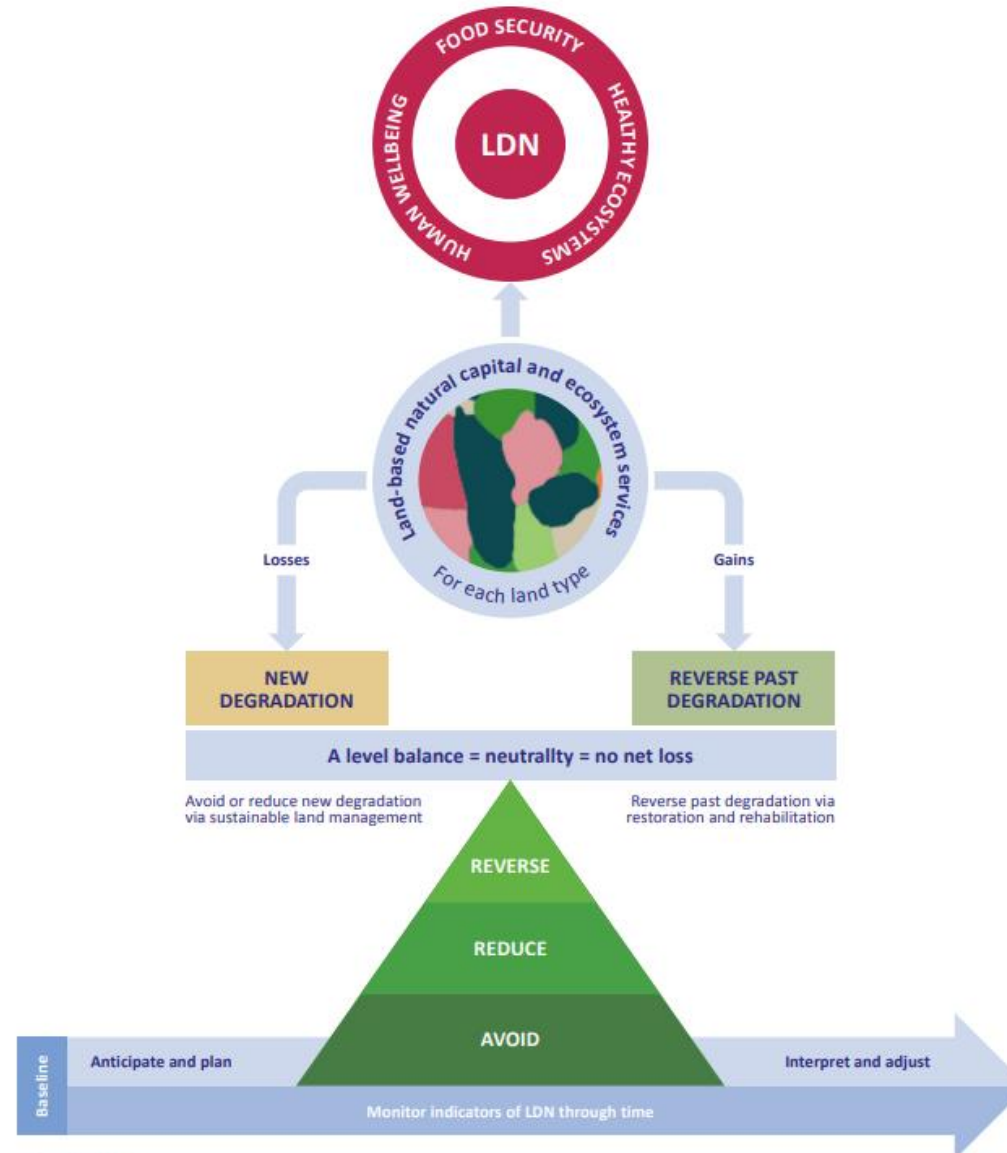 FOOD SECURITY
HUMAN WELLBEING
HEALTHY ECOSYSTEMS
LDN
Land-based natural capital and ecosystem services
For each land type
Losses
Gains
NEW
DEGRADATION
REVERSE PAST
DEGRADATION
A level balance = neutrallty = no net loss
Avoid or reduce new degradation
via sustainable land management
Reverse past degradation via
restoration and rehabilitation
REVERSE
REDUCE
AVOID
Baseline
Anticipate and plan
Interpret and adjust
Monitor indicators of LDN through time